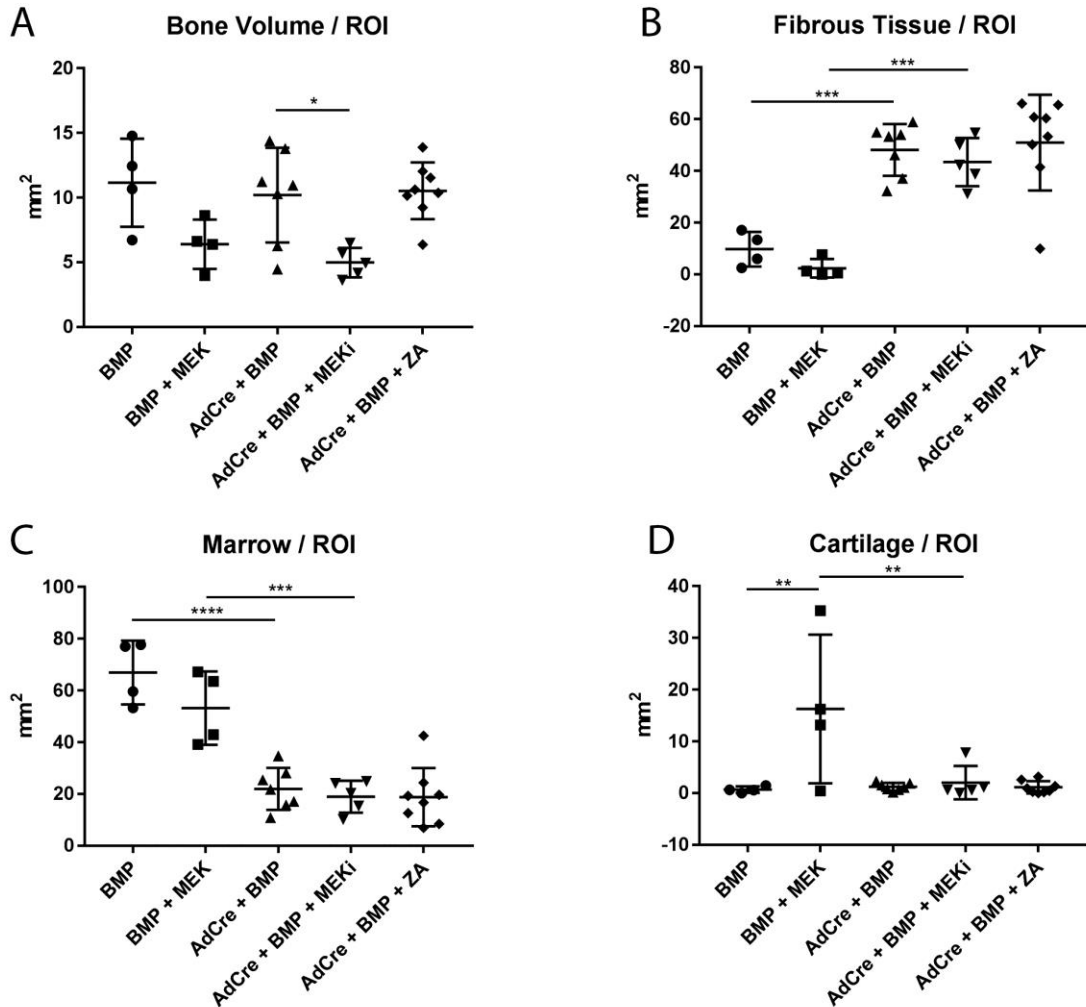 A
Bone Volume / ROI
20
15
10
5
0
mm2
*
BMP
BMP + MEK
AdCre + BMP
AdCre + BMP + MEKi
AdCre + BMP + ZA
B
Fibrous Tissue / ROI
80
60
40
20
0
-20
mm2
***
***
BMP
BMP + MEK
AdCre + BMP
AdCre + BMP + MEKi
AdCre + BMP + ZA
C
Marrow / ROI
100
80
60
40
20
0
mm2
***
****
BMP
BMP + MEK
AdCre + BMP
AdCre + BMP + MEKi
AdCre + BMP + ZA
D
Cartilage / ROI
40
30
20
10
0
-10
mm2
**
**
BMP
BMP + MEK
AdCre + BMP
AdCre + BMP + MEKi
AdCre + BMP + ZA